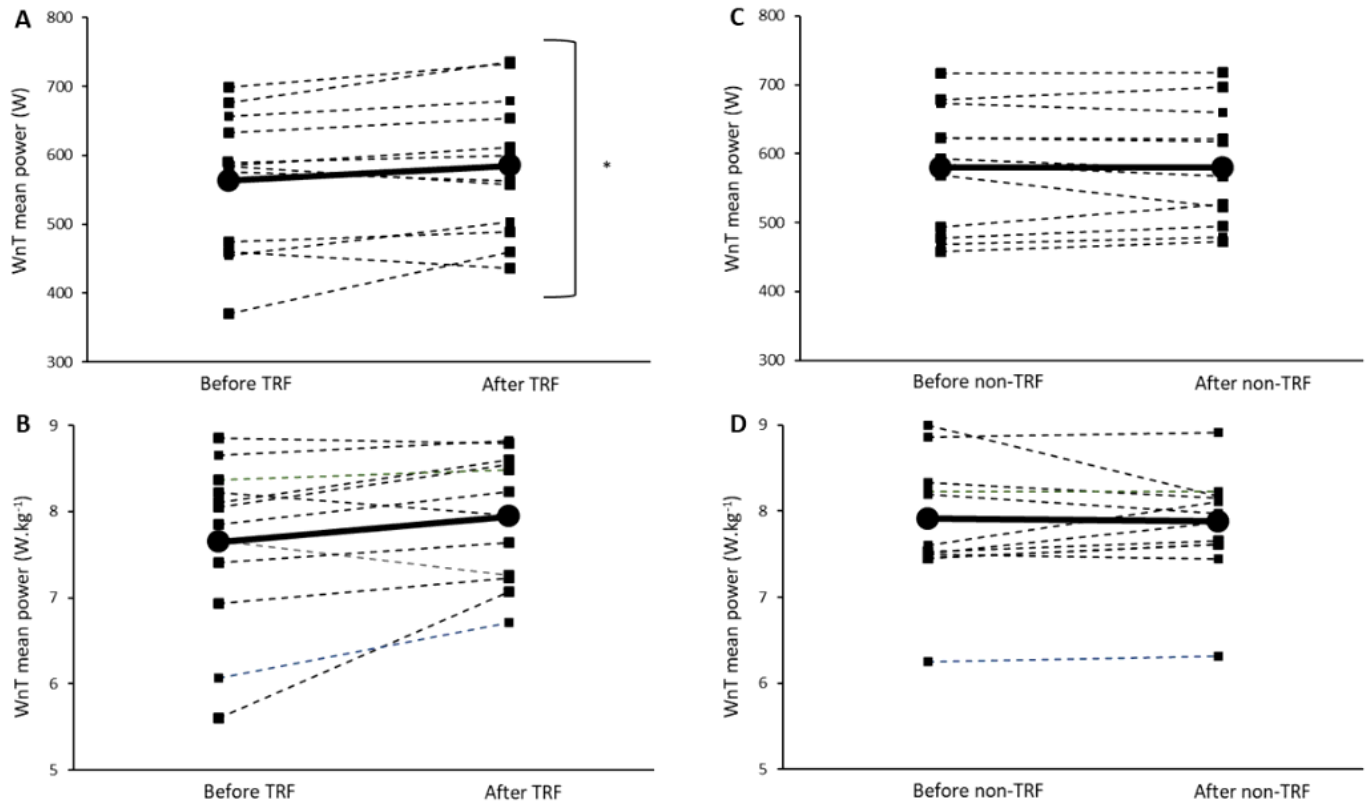 A
WnT mean power (W)
800
700
600
500
400
300
*
Before TRF
After TRF
C
WnT mean power (W)
800
700
600
500
400
300
Before non-TRF
After non-TRF
B
WnT mean power (W.kg⁻¹)
9
8
7
6
5
Before TRF
After TRF
D
WnT mean power (W.kg⁻¹)
9
8
7
6
5
Before non-TRF
After non-TRF